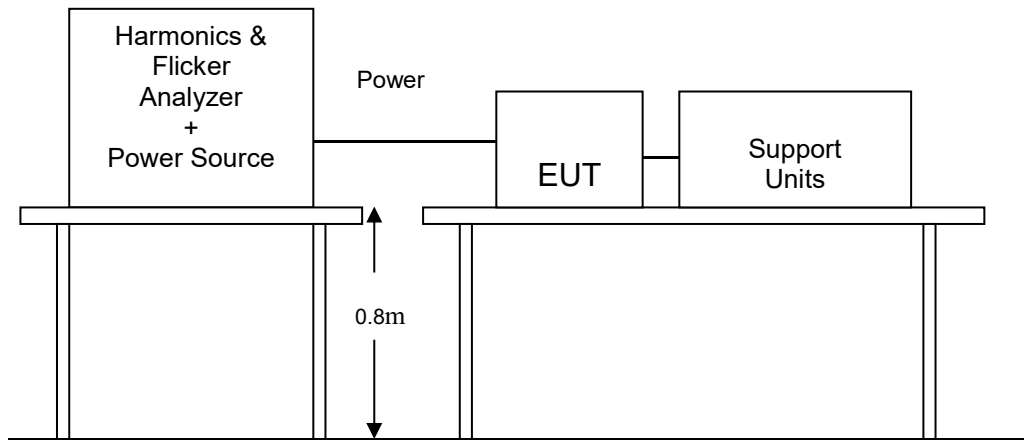 Harmonics &
Flicker
Analyzer
+
Power Source
Power
EUT
Support
Units
0.8m